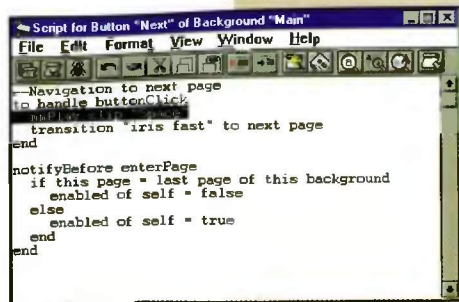 Script for Button "Next" of Background "Main"
File Edit Format View Window Help
--Navigation to next page
to handle buttonClick
mmPlay clip
transition "iris fast" to next page
end
notifyBefore enterPage
if this page = last page of this background
enabled of self = false
else
enabled of self = true
end
end